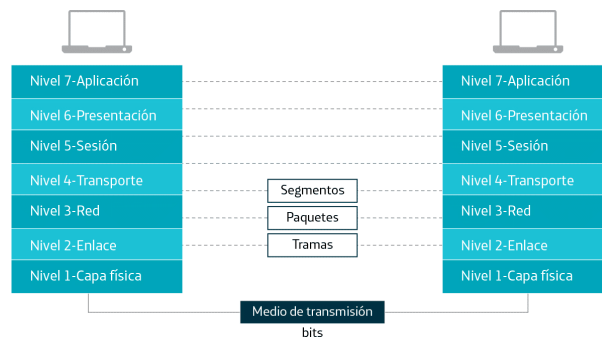 Nivel 7-Aplicación
Nivel 7-Aplicación
Nivel 6-Presentación
Nivel 6-Presentación
Nivel 5-Sesión
Nivel 5-Sesión
Nivel 4-Transporte
Segmentos
Nivel 4-Transporte
Nivel 3-Red
Paquetes
Nivel 3-Red
Nivel 2-Enlace
Tramas
Nivel 2-Enlace
Nivel 1-Capa física
Nivel 1-Capa física
Medio de transmisión
bits